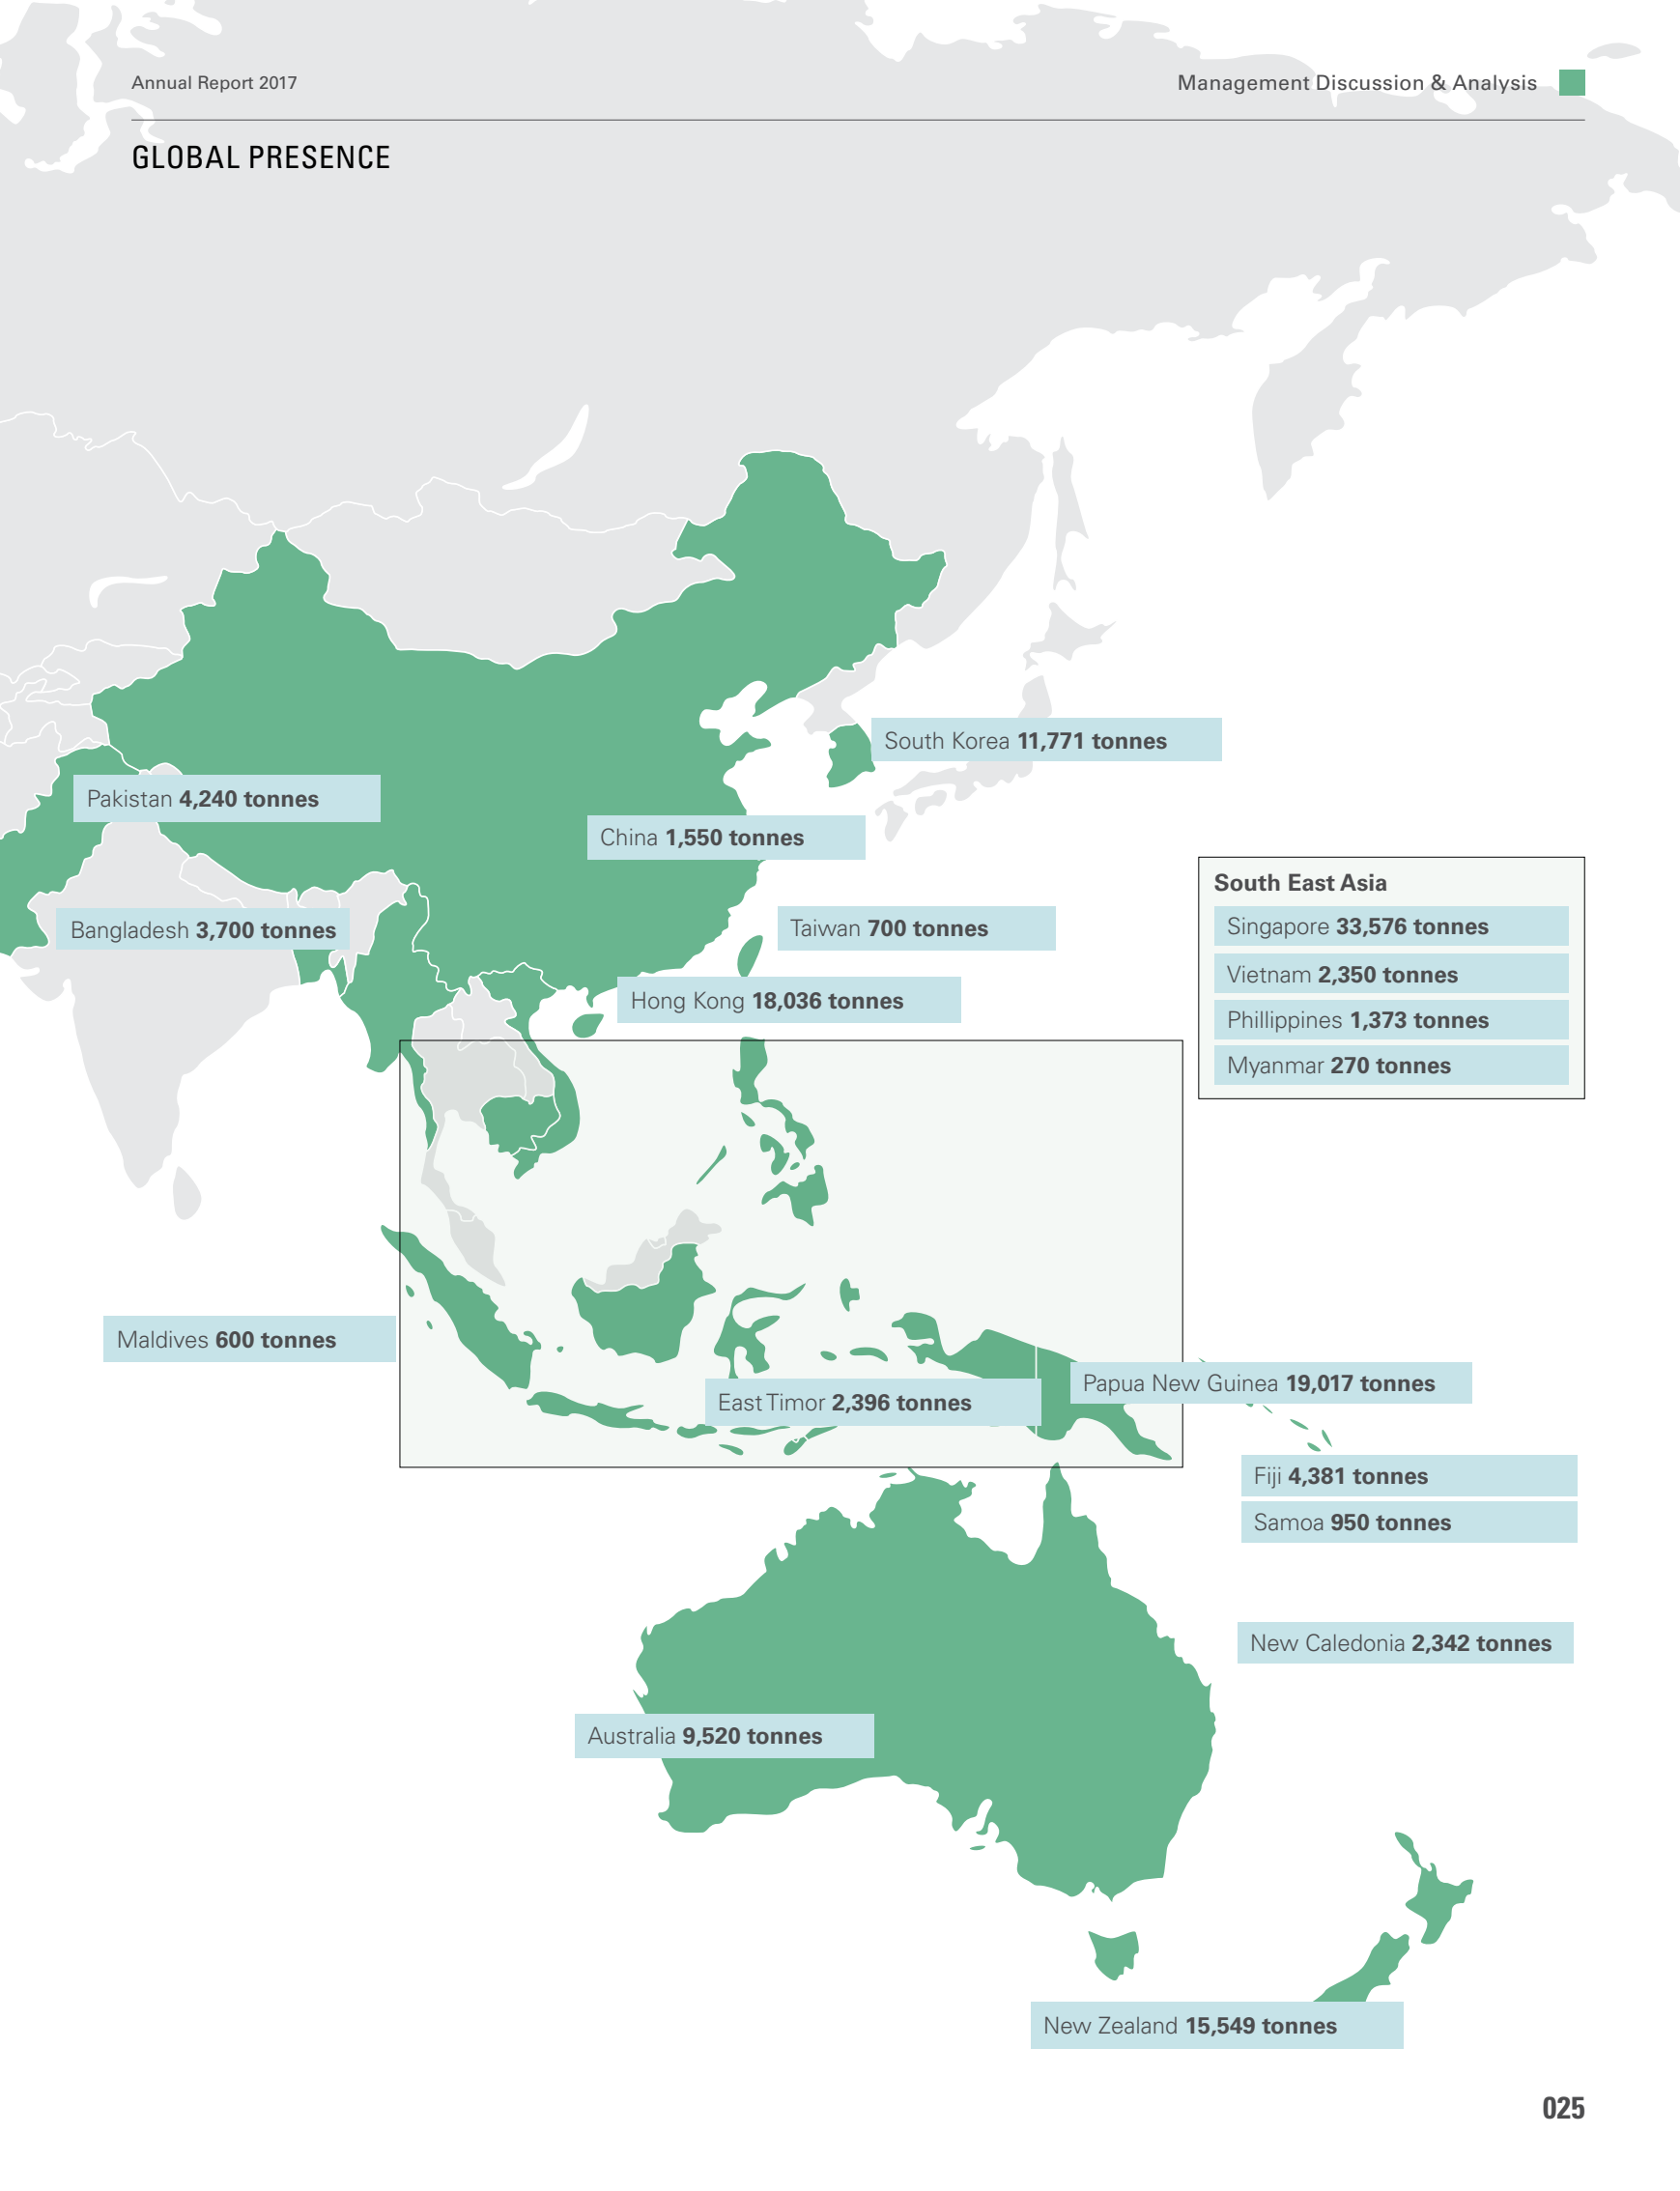 Annual Report 2017
Management Discussion & Analysis
GLOBAL PRESENCE
South Korea 11,771 tonnes
Pakistan 4,240 tonnes
China 1,550 tonnes
South East Asia
Singapore 33,576 tonnes
Vietnam 2,350 tonnes
Phillippines 1,373 tonnes
Myanmar 270 tonnes
Bangladesh 3,700 tonnes
Taiwan 700 tonnes
Hong Kong 18,036 tonnes
Maldives 600 tonnes
Papua New Guinea 19,017 tonnes
East Timor 2,396 tonnes
Fiji 4,381 tonnes
Samoa 950 tonnes
New Caledonia 2,342 tonnes
Australia 9,520 tonnes
New Zealand 15,549 tonnes
025